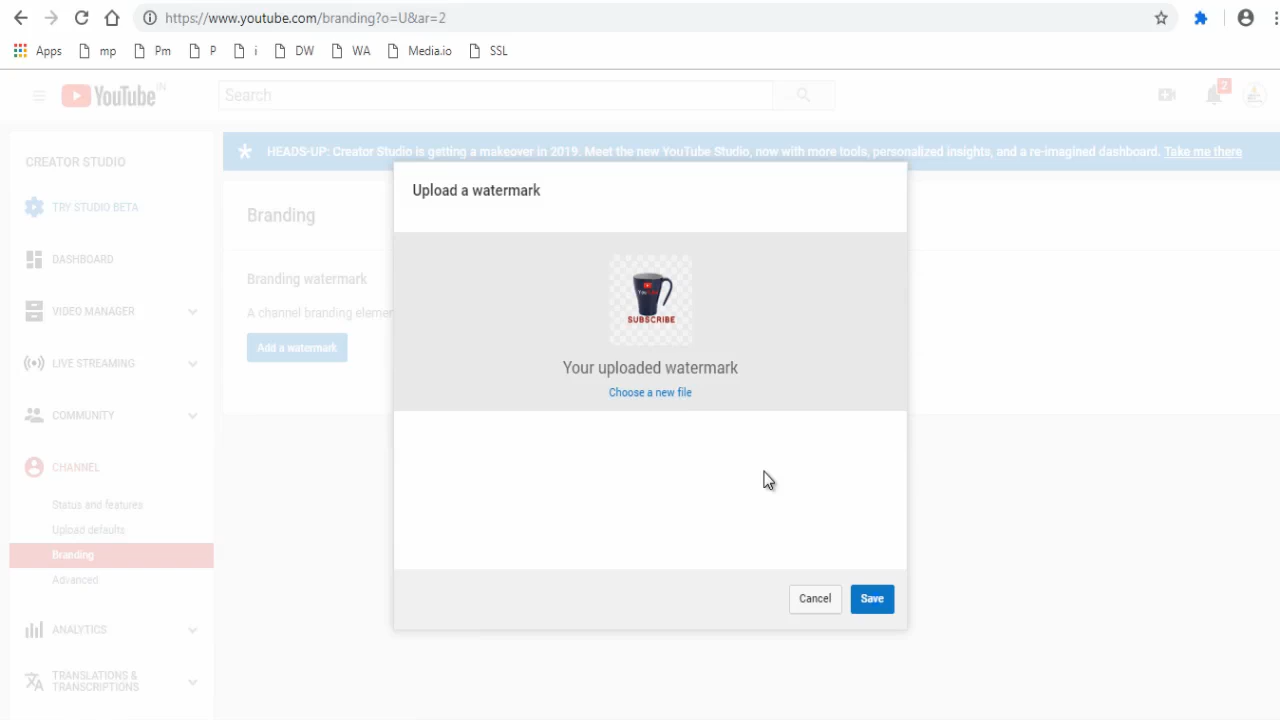 https://www.youtube.com/branding?o=U&ar=2
Apps mp Pm P i DW WA Media.io SSL
YouTube IN
Search
2
CREATOR STUDIO
HEADS-UP: Creator Studio is getting a makeover in 2019. Meet the new YouTube Studio, now with more tools, personalized insights, and a re-imagined dashboard. Take me there
TRY STUDIO BETA
DASHBOARD
VIDEO MANAGER
LIVE STREAMING
COMMUNITY
CHANNEL
Status and features
Upload defaults
Branding
Advanced
ANALYTICS
TRANSLATIONS &
TRANSCRIPTIONS
Branding
Branding watermark
A channel branding elemen
Add a watermark
Upload a watermark
SUBSCRIBE
Your uploaded watermark
Choose a new file
Cancel Save